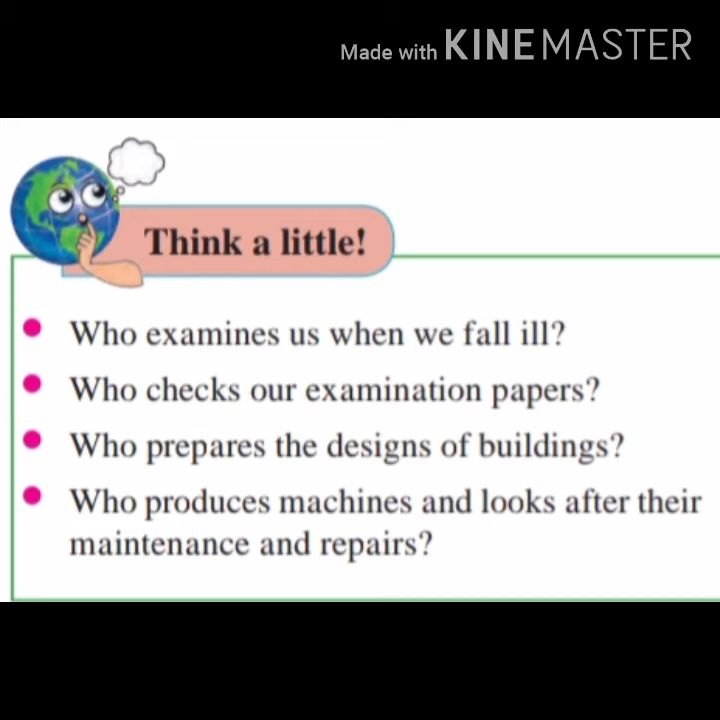 Made with KINEMASTER
Think a little!
Who examines us when we fall ill?
Who checks our examination papers?
Who prepares the designs of buildings?
Who produces machines and looks after their
maintenance and repairs?